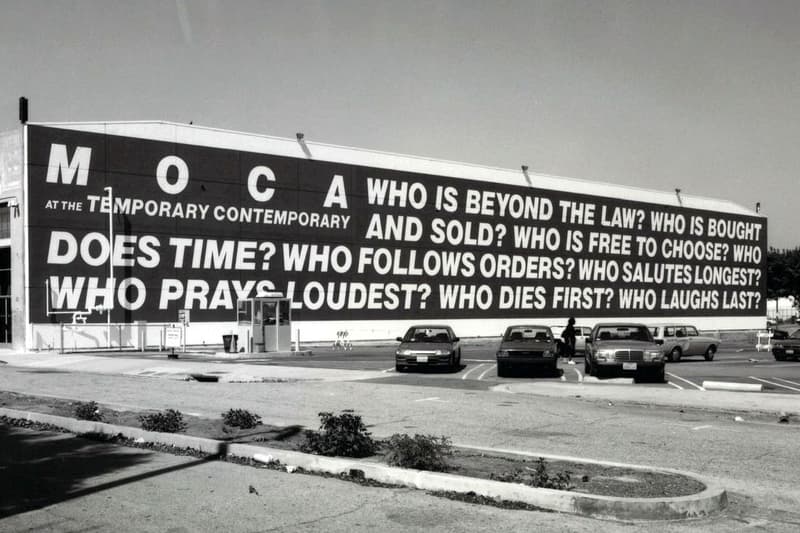 MOCA
AT THE TEMPORARY CONTEMPORARY
WHO IS BEYOND THE LAW? WHO IS BOUGHT
AND SOLD? WHO IS FREE TO CHOOSE? WHO
DOES TIME? WHO FOLLOWS ORDERS? WHO SALUTES LONGEST?
WHO PRAYS LOUDEST? WHO DIES FIRST? WHO LAUGHS LAST?